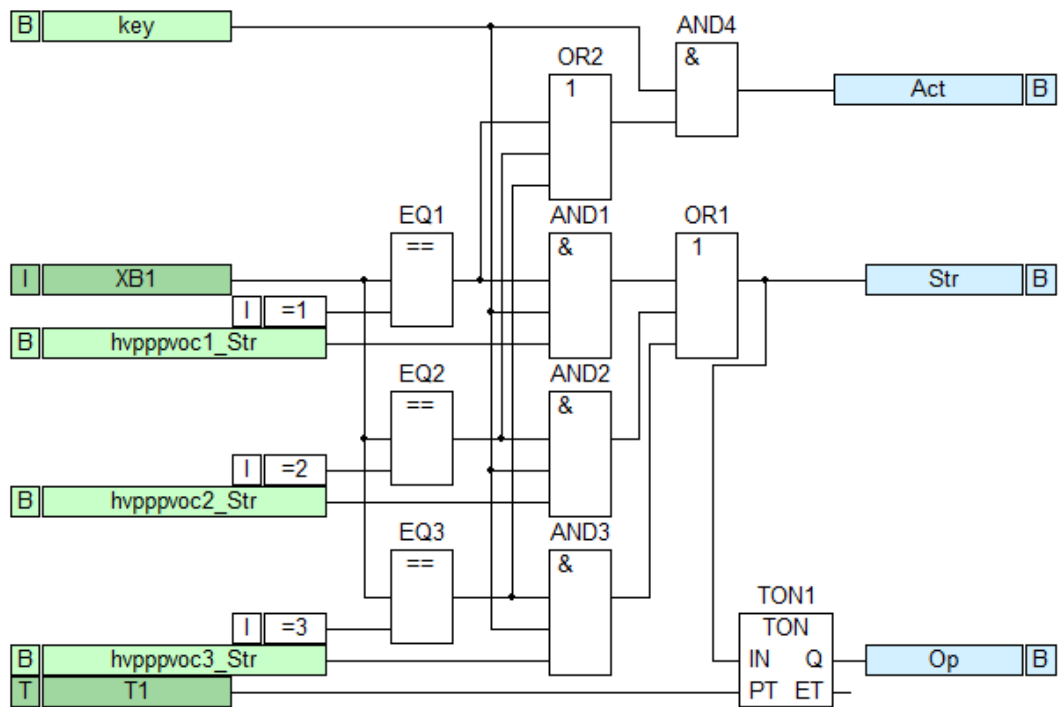 B key
AND4
&
OR2
1
Act B
EQ1
==
AND1
&
OR1
1
I XB1
Str B
I =1
B hvpppvoc1_Str
EQ2
==
AND2
&
I =2
B hvpppvoc2_Str
EQ3
==
AND3
&
I =3
B hvpppvoc3_Str
T T1
TON1
TON
IN Q
PT ET
Op B